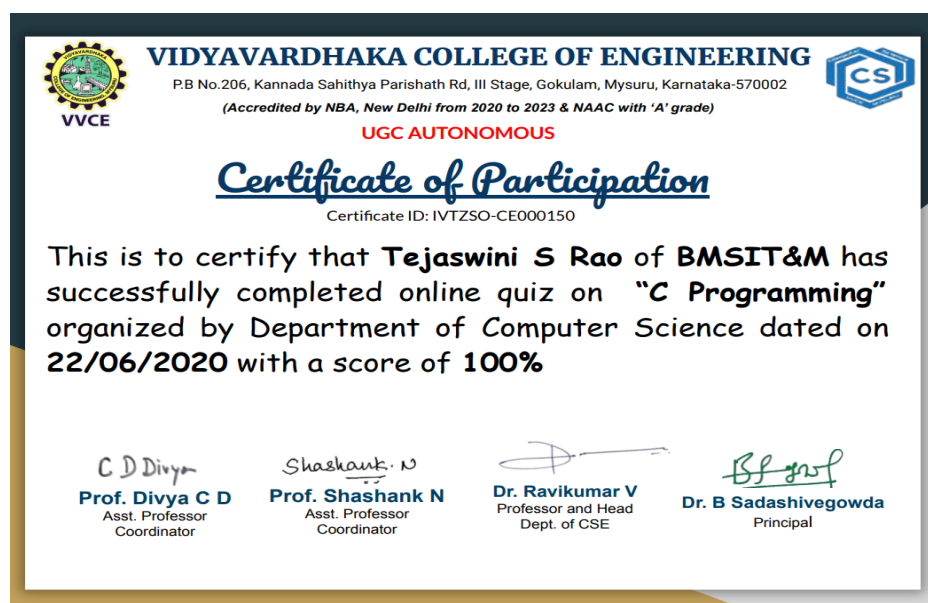 VIDYAVARDHAKA COLLEGE OF ENGINEERING
P.B No.206, Kannada Sahithya Parishath Rd, III Stage, Gokulam, Mysuru, Karnataka-570002
(Accredited by NBA, New Delhi from 2020 to 2023 & NAAC with ‘A’ grade)
UGC AUTONOMOUS
VVCE
CS
Certificate of Participation
Certificate ID: IVTZSO-CE000150
This is to certify that Tejaswini S Rao of BMSIT&M has
successfully completed online quiz on “C Programming”
organized by Department of Computer Science dated on
22/06/2020 with a score of 100%
C D Divya
Prof. Divya C D
Asst. Professor
Coordinator
Shashank. N
Prof. Shashank N
Asst. Professor
Coordinator
Dr. Ravikumar V
Professor and Head
Dept. of CSE
Dr. B Sadashivegowda
Principal